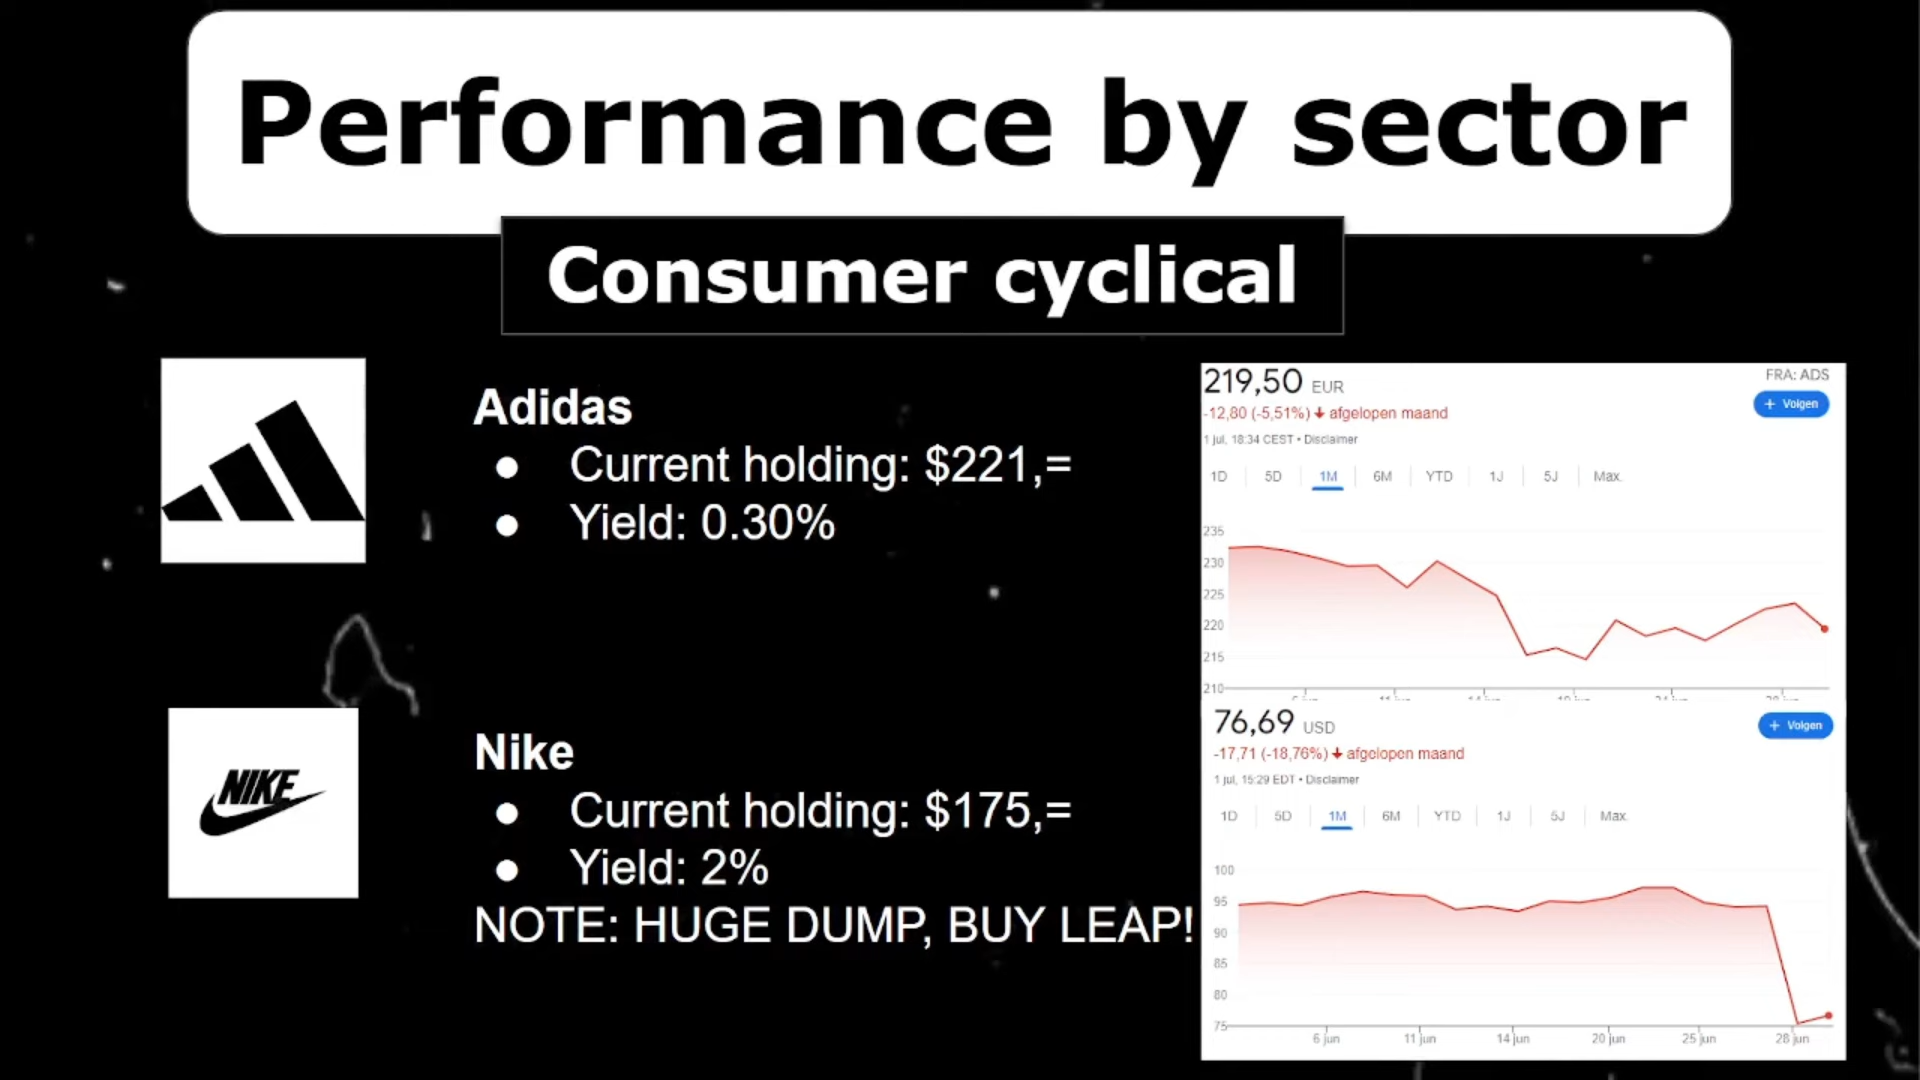 Performance by sector
Consumer cyclical
Adidas
● Current holding: $221,=
● Yield: 0.30%
NIKE
Nike
● Current holding: $175,=
● Yield: 2%
NOTE: HUGE DUMP, BUY LEAP!
219,50 EUR
FRA: ADS
-12,80 (-5,51%) ↓ afgelopen maand
+ Volgen
1 jul, 18:34 CEST • Disclaimer
1D 5D 1M 6M YTD 1J 5J Max.
235
230
225
220
215
210
76,69 USD
+ Volgen
-17,71 (-18,76%) ↓ afgelopen maand
1 jul, 15:29 EDT • Disclaimer
1D 5D 1M 6M YTD 1J 5J Max.
100
95
90
85
80
75
6 jun 11 jun 14 jun 20 jun 25 jun 28 jun